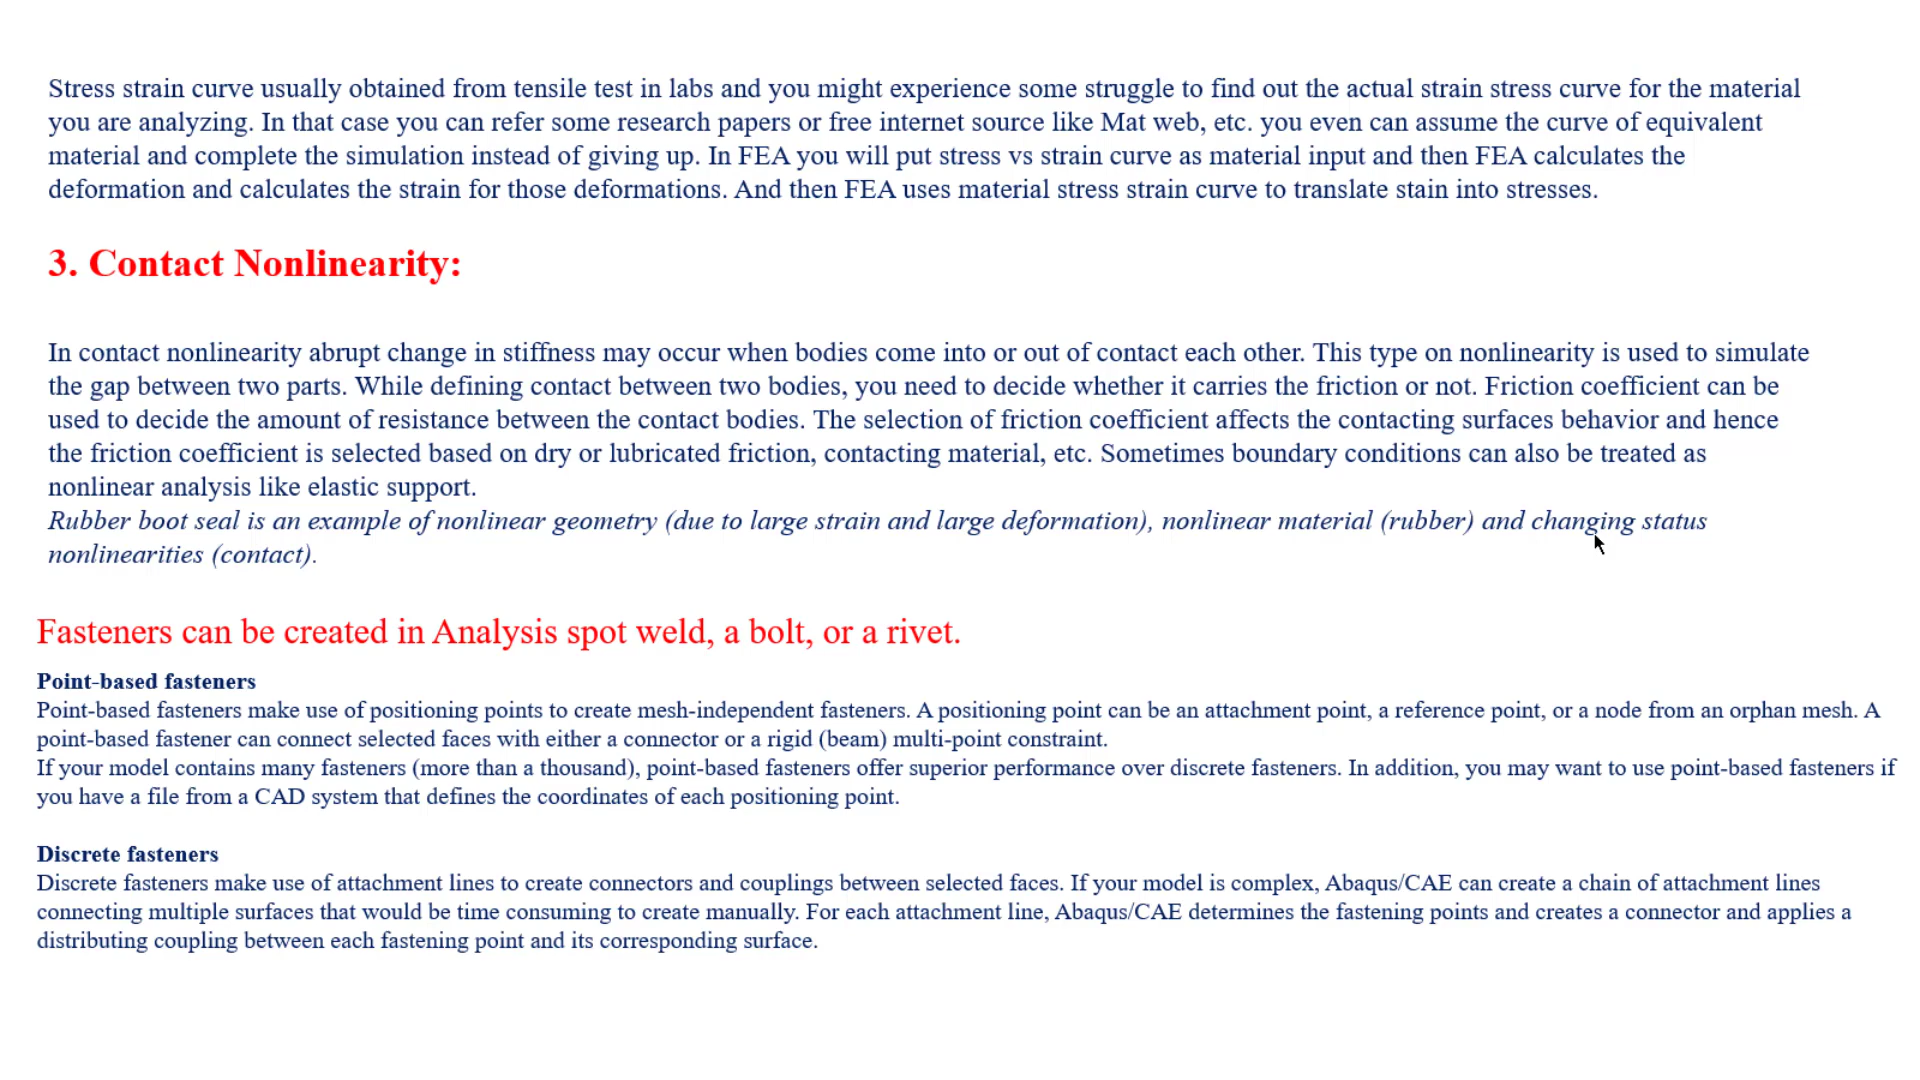 Stress strain curve usually obtained from tensile test in labs and you might experience some struggle to find out the actual strain stress curve for the material
you are analyzing. In that case you can refer some research papers or free internet source like Mat web, etc. you even can assume the curve of equivalent
material and complete the simulation instead of giving up. In FEA you will put stress vs strain curve as material input and then FEA calculates the
deformation and calculates the strain for those deformations. And then FEA uses material stress strain curve to translate stain into stresses.
3. Contact Nonlinearity:
In contact nonlinearity abrupt change in stiffness may occur when bodies come into or out of contact each other. This type on nonlinearity is used to simulate
the gap between two parts. While defining contact between two bodies, you need to decide whether it carries the friction or not. Friction coefficient can be
used to decide the amount of resistance between the contact bodies. The selection of friction coefficient affects the contacting surfaces behavior and hence
the friction coefficient is selected based on dry or lubricated friction, contacting material, etc. Sometimes boundary conditions can also be treated as
nonlinear analysis like elastic support.
Rubber boot seal is an example of nonlinear geometry (due to large strain and large deformation), nonlinear material (rubber) and changing status
nonlinearities (contact).
Fasteners can be created in Analysis spot weld, a bolt, or a rivet.
Point-based fasteners
Point-based fasteners make use of positioning points to create mesh-independent fasteners. A positioning point can be an attachment point, a reference point, or a node from an orphan mesh. A
point-based fastener can connect selected faces with either a connector or a rigid (beam) multi-point constraint.
If your model contains many fasteners (more than a thousand), point-based fasteners offer superior performance over discrete fasteners. In addition, you may want to use point-based fasteners if
you have a file from a CAD system that defines the coordinates of each positioning point.
Discrete fasteners
Discrete fasteners make use of attachment lines to create connectors and couplings between selected faces. If your model is complex, Abaqus/CAE can create a chain of attachment lines
connecting multiple surfaces that would be time consuming to create manually. For each attachment line, Abaqus/CAE determines the fastening points and creates a connector and applies a
distributing coupling between each fastening point and its corresponding surface.